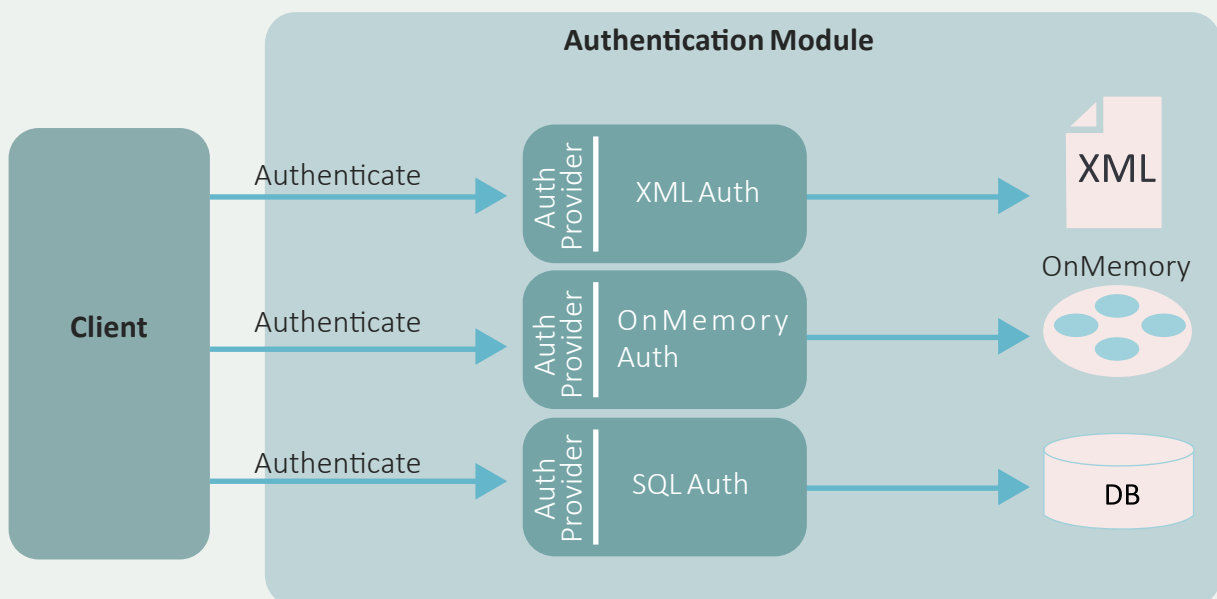 Authentication Module
Client
Authenticate
Auth
Provider
XML Auth
XML
Authenticate
Auth
Provider
OnMemory
Auth
OnMemory
Authenticate
Auth
Provider
SQL Auth
DB